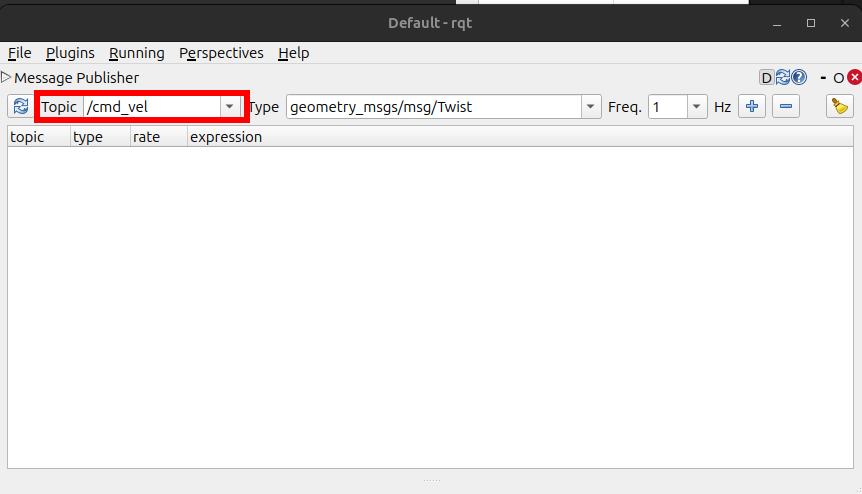 Default - rqt
File Plugins Running Perspectives Help
Message Publisher D ? - O
Topic /cmd_vel Type geometry_msgs/msg/Twist Freq. 1 Hz
topic type rate expression